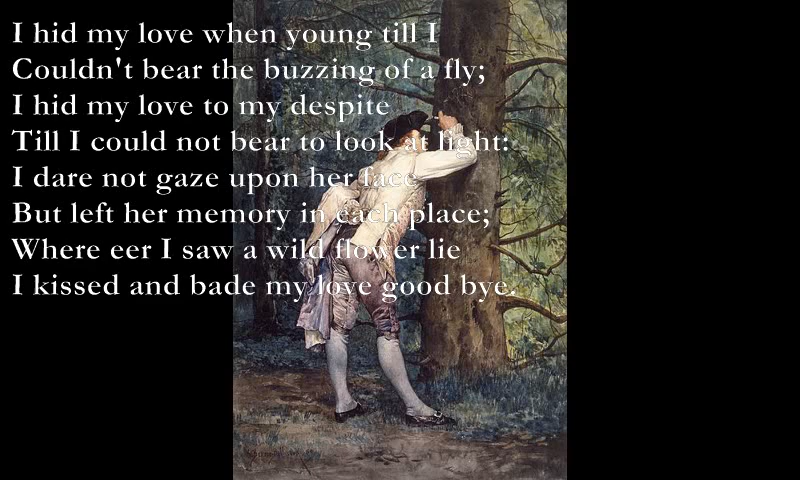 I hid my love when young till I
Couldn't bear the buzzing of a fly;
I hid my love to my despite
Till I could not bear to look at light:
I dare not gaze upon her face
But left her memory in each place;
Where eer I saw a wild flower lie
I kissed and bade my love good bye.